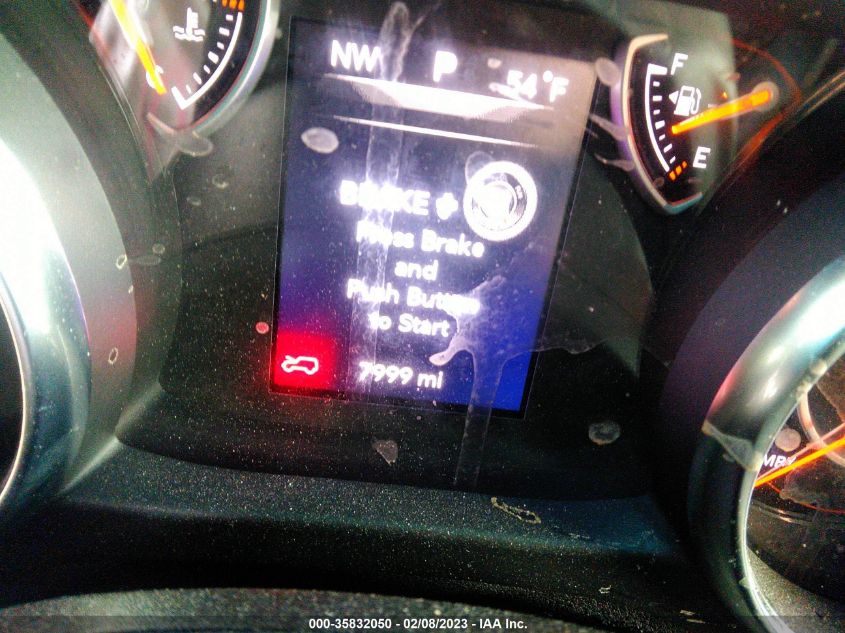 NW P 54°F
F
E
BRAKE +
Press Brake
and
Push Button
to Start
7999 mi
MPH
000-35832050 - 02/08/2023 - IAA Inc.